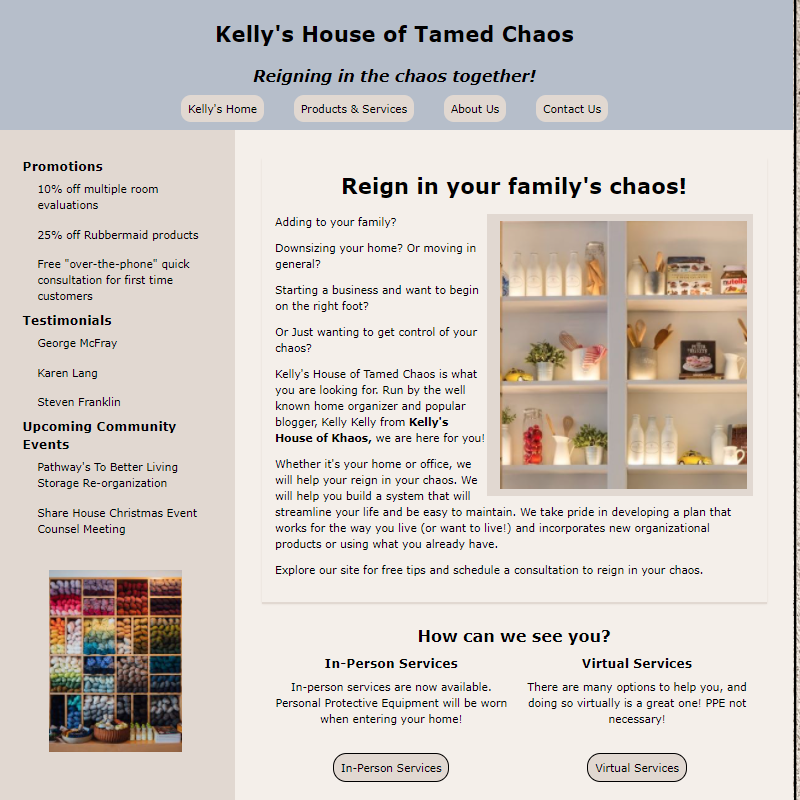 Kelly's House of Tamed Chaos
Reigning in the chaos together!
Kelly's Home
Products & Services
About Us
Contact Us
Promotions
10% off multiple room
evaluations
25% off Rubbermaid products
Free "over-the-phone" quick
consultation for first time
customers
Testimonials
George McFray
Karen Lang
Steven Franklin
Upcoming Community
Events
Pathway's To Better Living
Storage Re-organization
Share House Christmas Event
Counsel Meeting
Reign in your family's chaos!
Adding to your family?
Downsizing your home? Or moving in
general?
Starting a business and want to begin
on the right foot?
Or Just wanting to get control of your
chaos?
Kelly's House of Tamed Chaos is what
you are looking for. Run by the well
known home organizer and popular
blogger, Kelly Kelly from Kelly's
House of Khaos, we are here for you!
Whether it's your home or office, we
will help your reign in your chaos. We
will help you build a system that will
streamline your life and be easy to maintain. We take pride in developing a plan that
works for the way you live (or want to live!) and incorporates new organizational
products or using what you already have.
Explore our site for free tips and schedule a consultation to reign in your chaos.
nutella
How can we see you?
In-Person Services
In-person services are now available.
Personal Protective Equipment will be worn
when entering your home!
In-Person Services
Virtual Services
There are many options to help you, and
doing so virtually is a great one! PPE not
necessary!
Virtual Services